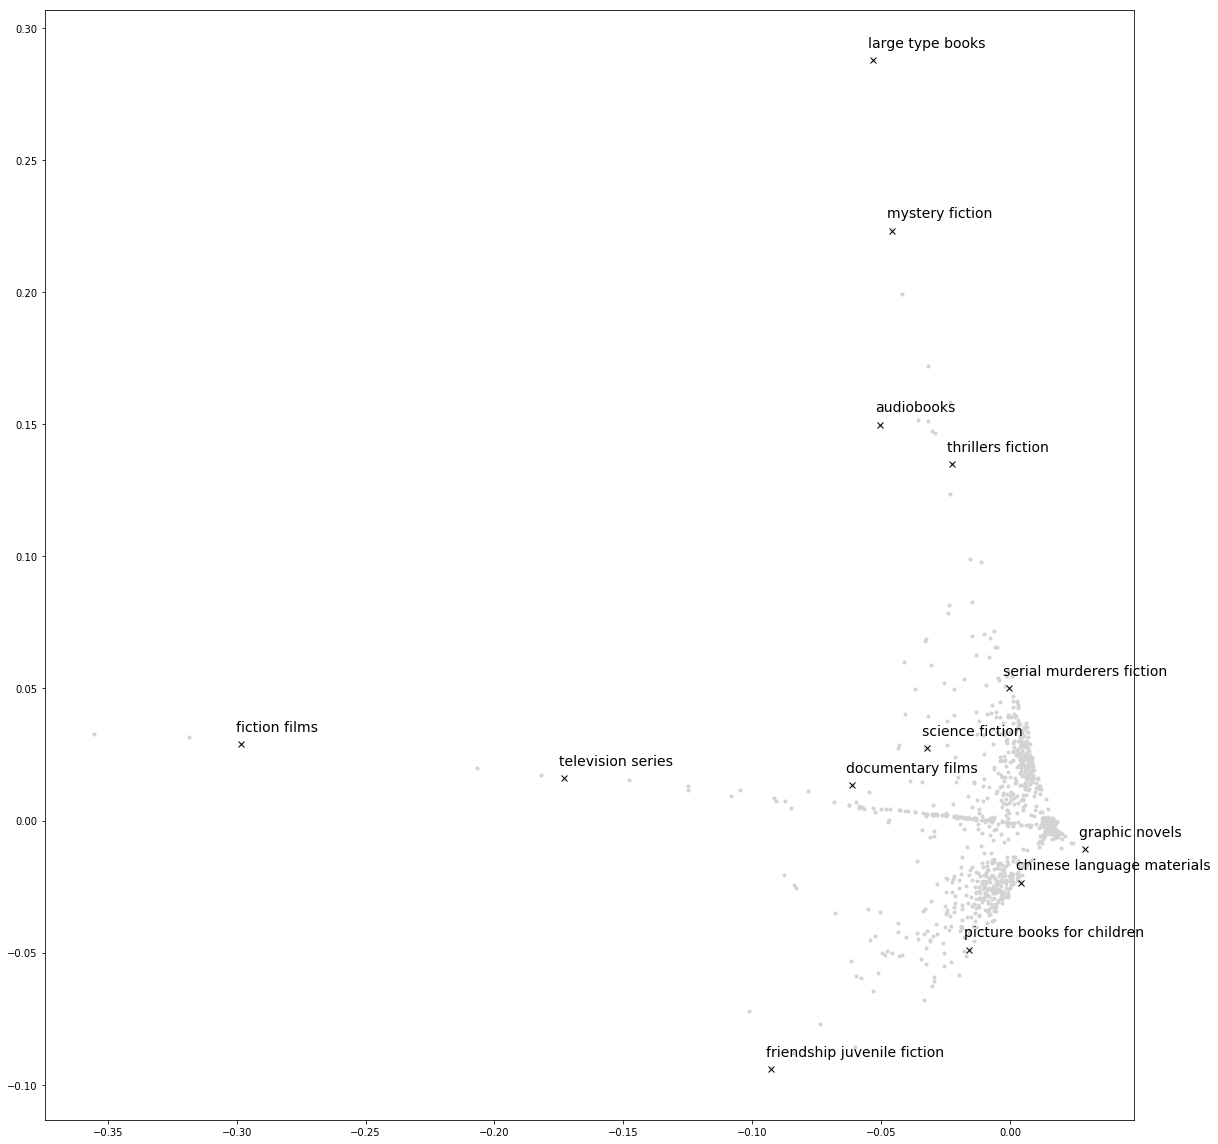 0.30
large type books
0.25
mystery fiction
0.20
audiobooks
0.15
thrillers fiction
0.10
serial murderers fiction
0.05
fiction films
science fiction
television series
documentary films
0.00
graphic novels
chinese language materials
picture books for children
−0.05
friendship juvenile fiction
−0.10
−0.35 −0.30 −0.25 −0.20 −0.15 −0.10 −0.05 0.00